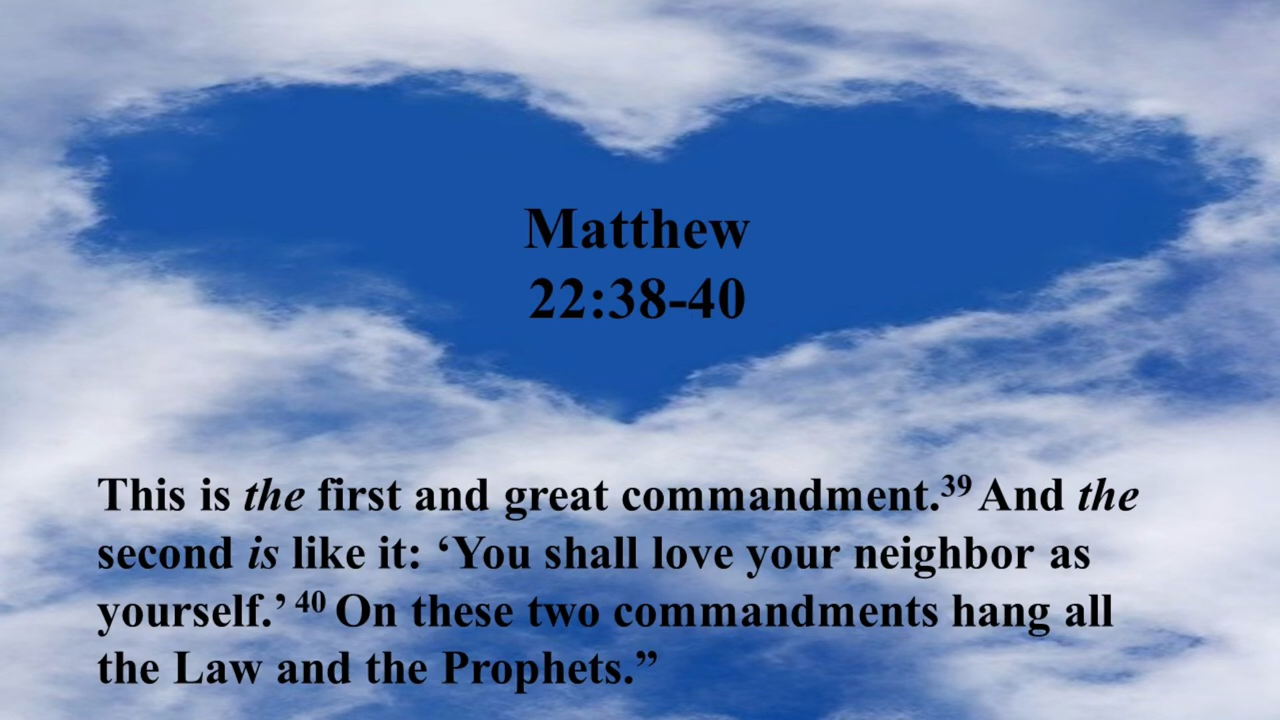 Matthew
22:38-40
This is the first and great commandment.39 And the
second is like it: ‘You shall love your neighbor as
yourself.’ 40 On these two commandments hang all
the Law and the Prophets.”